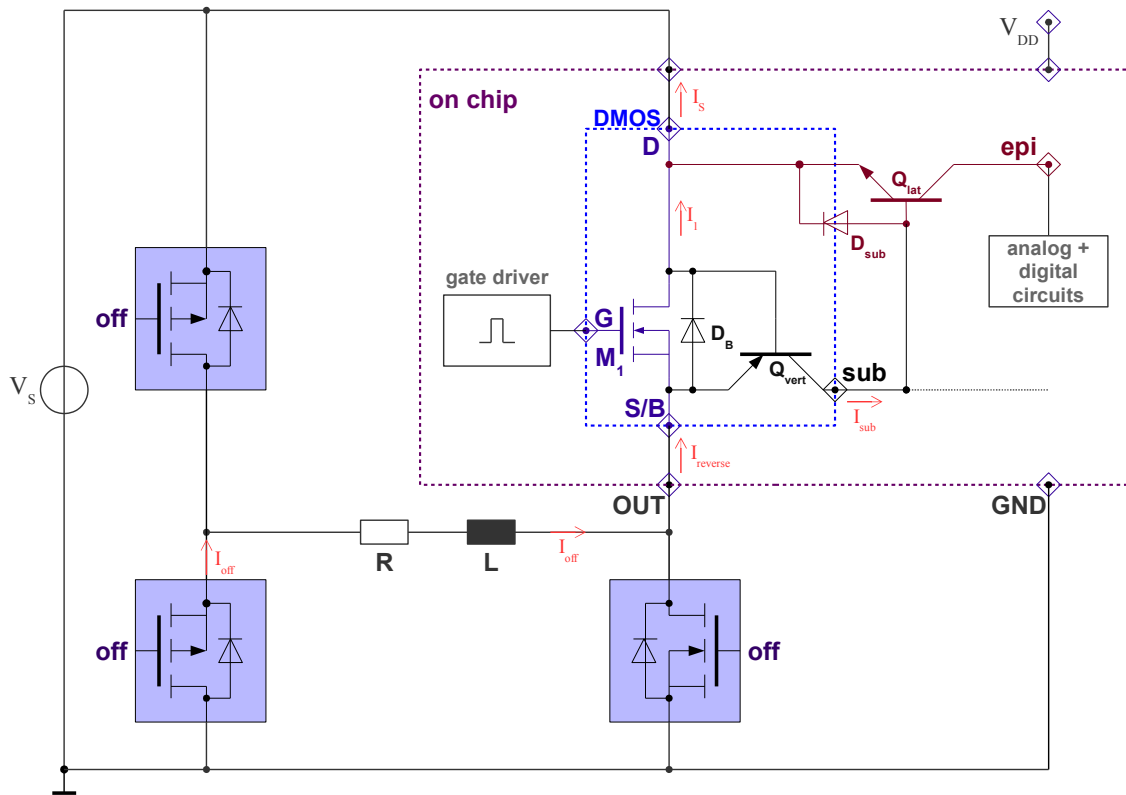 V_DD
on chip
I_S
DMOS
D
epi
Q_lat
I_1
D_sub
analog +
digital
circuits
gate driver
off
G
D_B
M_1
Q_vert
sub
V_S
S/B
I_sub
I_reverse
OUT
GND
I_off
R
L
I_off
off
off